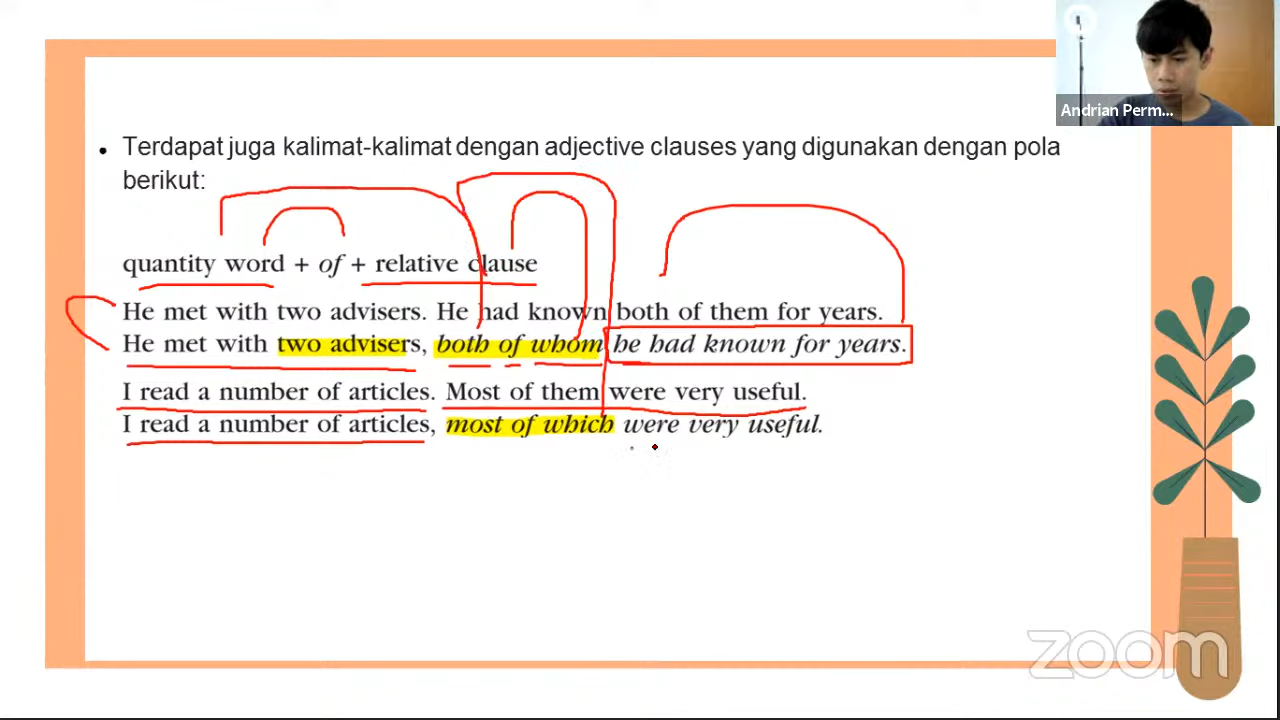 Andrian Perm...
• Terdapat juga kalimat-kalimat dengan adjective clauses yang digunakan dengan pola
berikut:
quantity word + of + relative clause
He met with two advisers. He had known both of them for years.
He met with two advisers, both of whom he had known for years.
I read a number of articles. Most of them were very useful.
I read a number of articles, most of which were very useful.
zoom